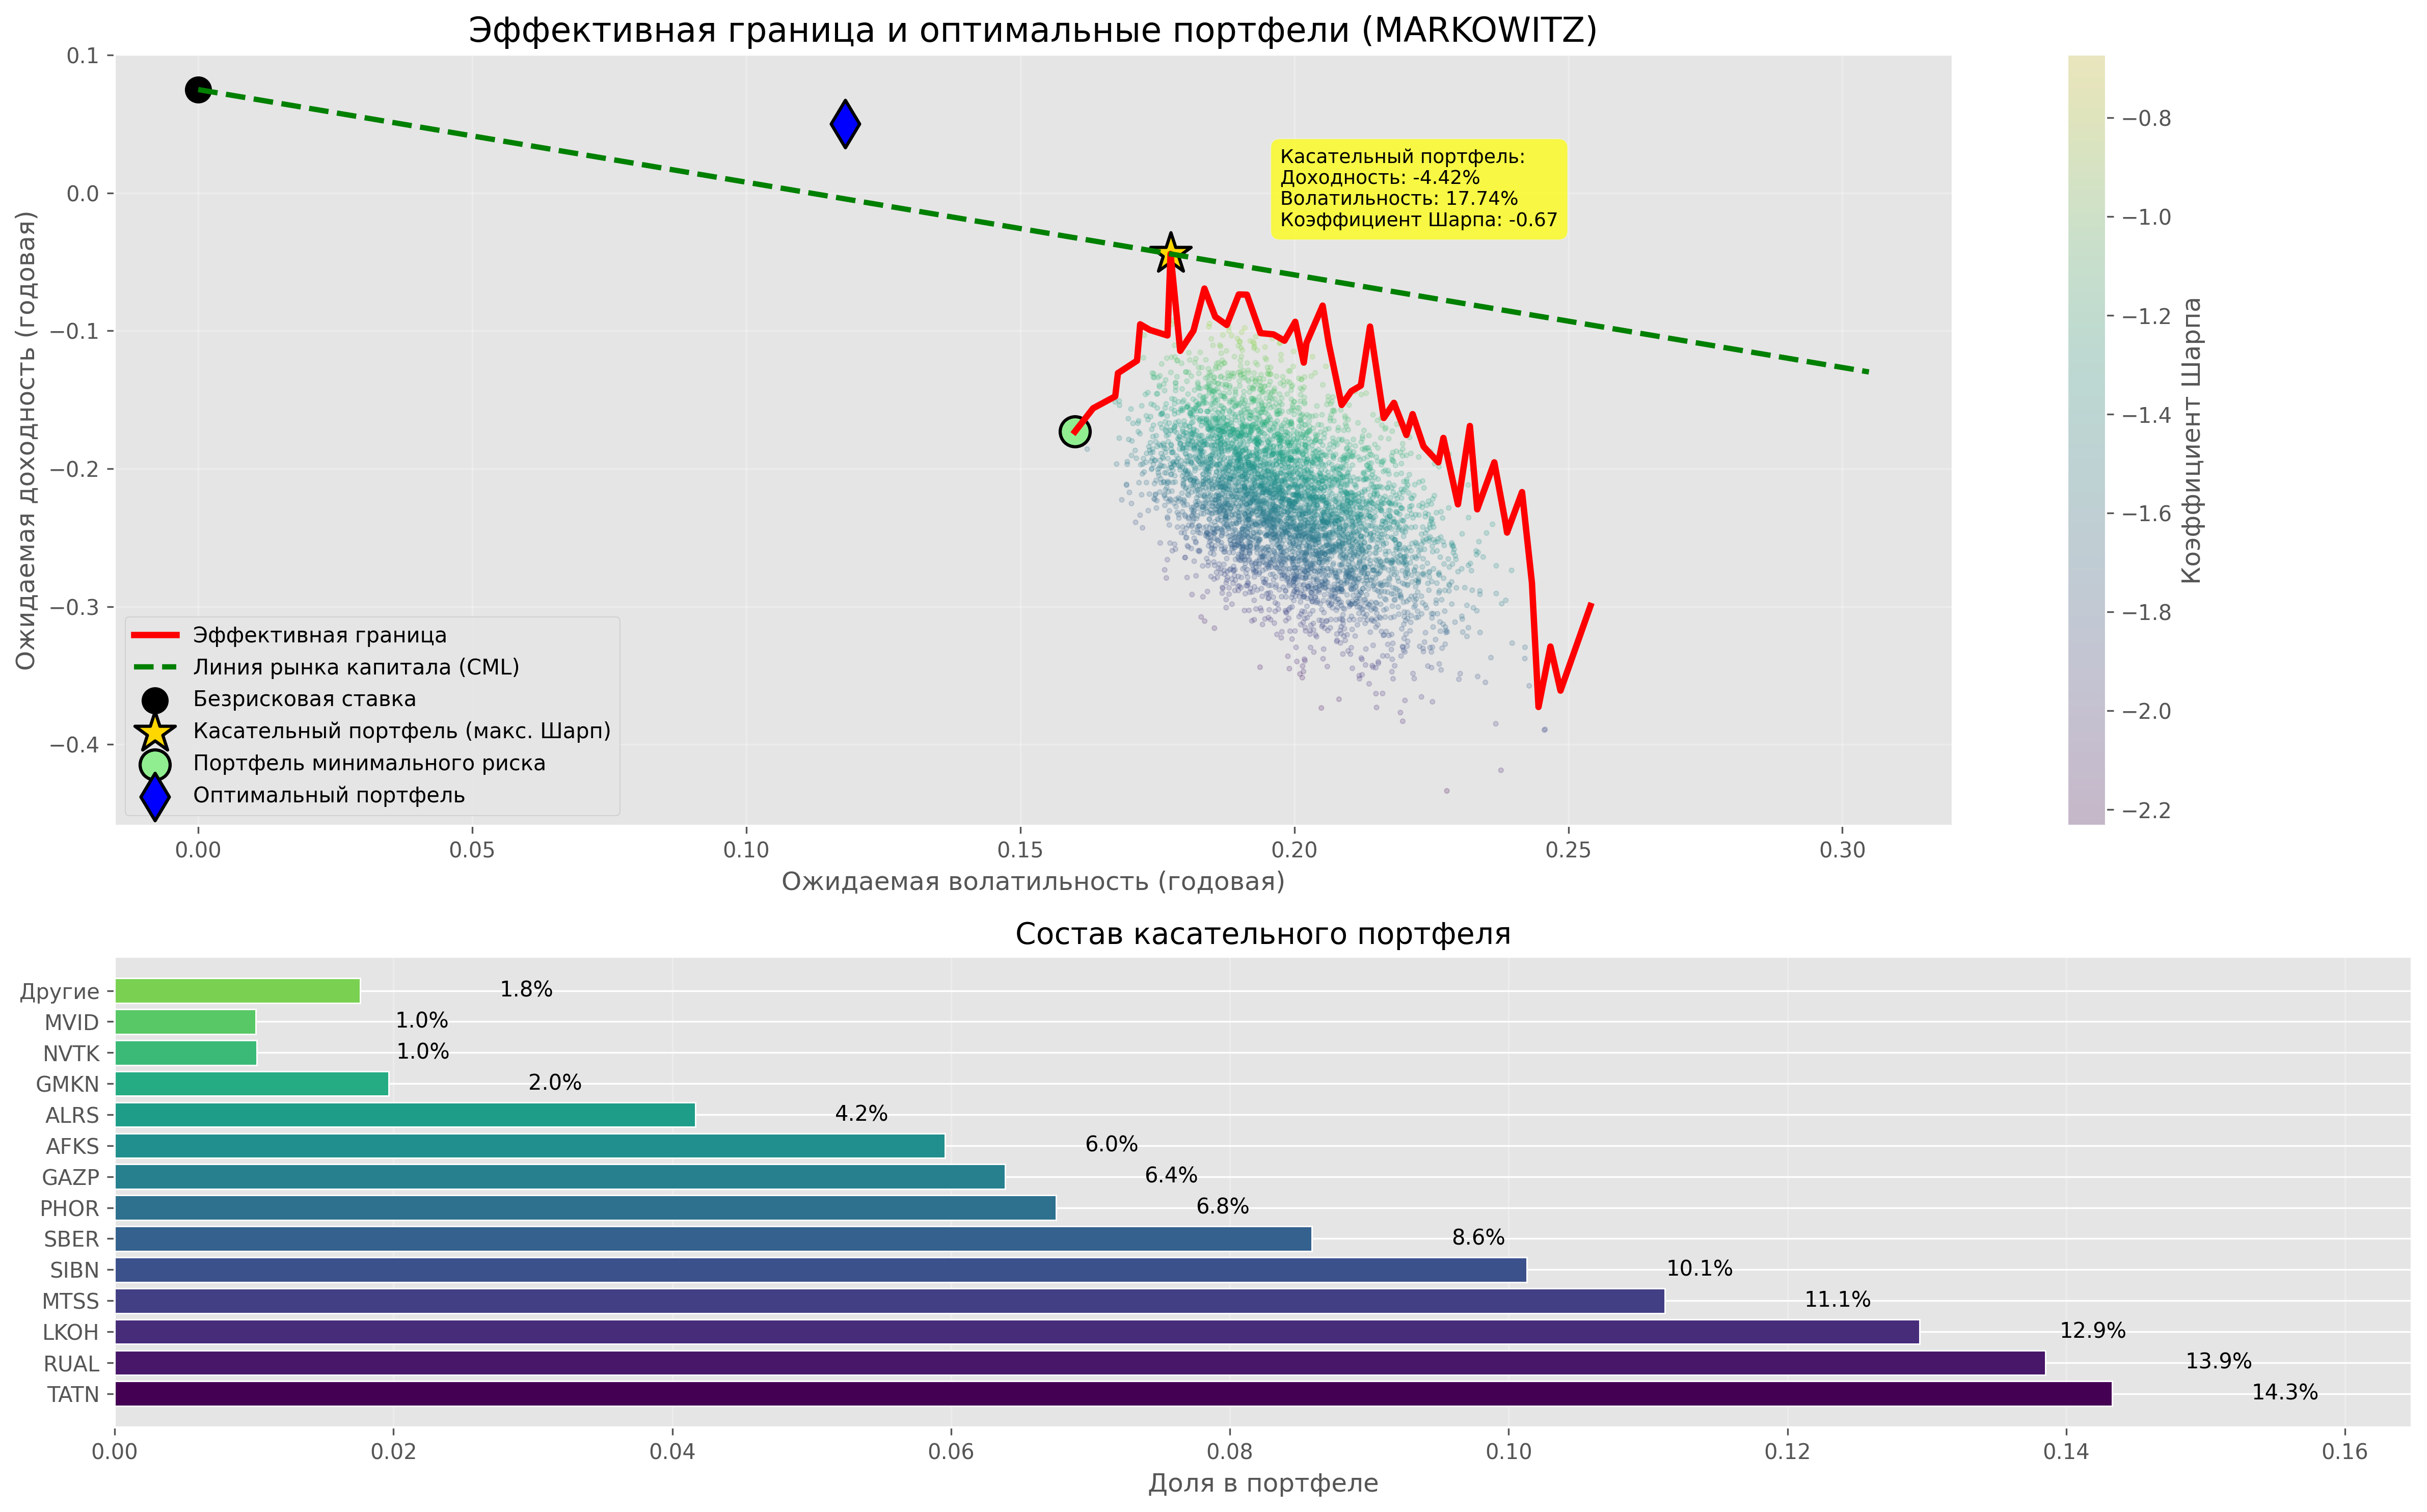 Эффективная граница и оптимальные портфели (MARKOWITZ)
Ожидаемая доходность (годовая)
0.1
0.0
−0.1
−0.2
−0.3
−0.4
Касательный портфель:
Доходность: -4.42%
Волатильность: 17.74%
Коэффициент Шарпа: -0.67
Эффективная граница
Линия рынка капитала (CML)
Безрисковая ставка
Касательный портфель (макс. Шарп)
Портфель минимального риска
Оптимальный портфель
0.00 0.05 0.10 0.15 0.20 0.25 0.30
Ожидаемая волатильность (годовая)
−0.8
−1.0
−1.2
−1.4
−1.6
−1.8
−2.0
−2.2
Коэффициент Шарпа
Состав касательного портфеля
Другие 1.8%
MVID 1.0%
NVTK 1.0%
GMKN 2.0%
ALRS 4.2%
AFKS 6.0%
GAZP 6.4%
PHOR 6.8%
SBER 8.6%
SIBN 10.1%
MTSS 11.1%
LKOH 12.9%
RUAL 13.9%
TATN 14.3%
0.00 0.02 0.04 0.06 0.08 0.10 0.12 0.14 0.16
Доля в портфеле